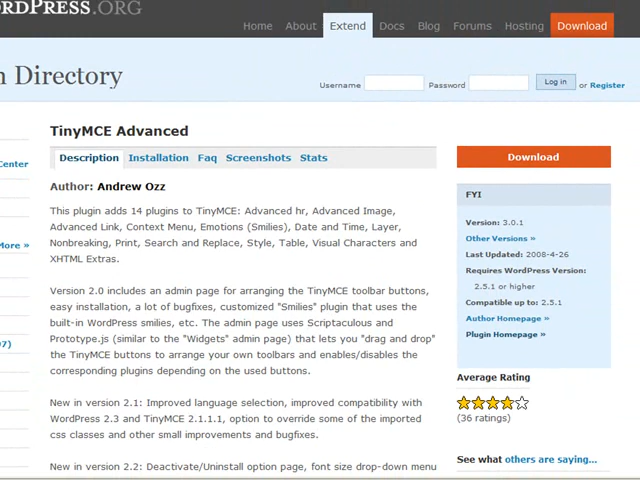 RDPRESS.ORG
Home About Extend Docs Blog Forums Hosting Download
n Directory
Username Password Log in or Register
TinyMCE Advanced
Center
Description Installation Faq Screenshots Stats
Download
Author: Andrew Ozz
FYI
This plugin adds 14 plugins to TinyMCE: Advanced hr, Advanced Image,
Advanced Link, Context Menu, Emotions (Smilies), Date and Time, Layer,
Nonbreaking, Print, Search and Replace, Style, Table, Visual Characters and
XHTML Extras.
Version: 3.0.1
Other Versions »
Last Updated: 2008-4-26
Requires WordPress Version:
2.5.1 or higher
Compatible up to: 2.5.1
Author Homepage »
Plugin Homepage »
More »
Version 2.0 includes an admin page for arranging the TinyMCE toolbar buttons,
easy installation, a lot of bugfixes, customized "Smilies" plugin that uses the
built-in WordPress smilies, etc. The admin page uses Scriptaculous and
Prototype.js (similar to the "Widgets" admin page) that lets you "drag and drop"
the TinyMCE buttons to arrange your own toolbars and enables/disables the
corresponding plugins depending on the used buttons.
97)
Average Rating
(36 ratings)
New in version 2.1: Improved language selection, improved compatibility with
WordPress 2.3 and TinyMCE 2.1.1.1, option to override some of the imported
css classes and other small improvements and bugfixes.
See what others are saying...
New in version 2.2: Deactivate/Uninstall option page, font size drop-down menu